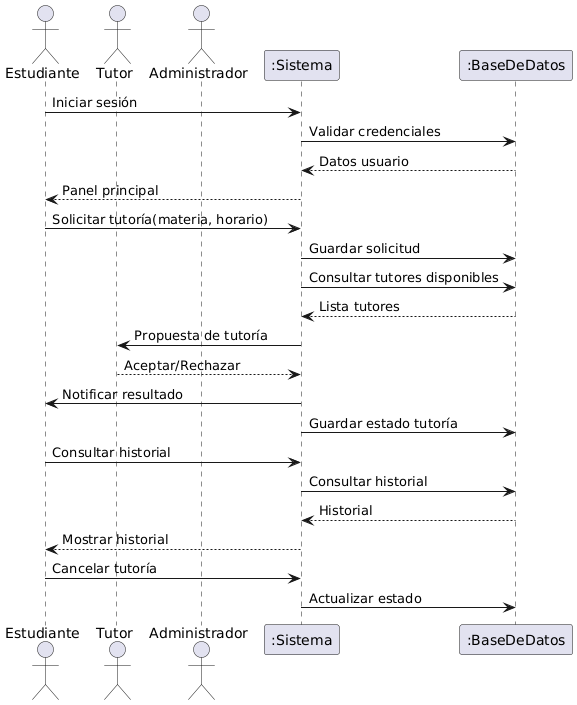 Estudiante
Tutor
Administrador
:Sistema
:BaseDeDatos
Iniciar sesión
Validar credenciales
Datos usuario
Panel principal
Solicitar tutoría(materia, horario)
Guardar solicitud
Consultar tutores disponibles
Lista tutores
Propuesta de tutoría
Aceptar/Rechazar
Notificar resultado
Guardar estado tutoría
Consultar historial
Consultar historial
Historial
Mostrar historial
Cancelar tutoría
Actualizar estado
Estudiante
Tutor
Administrador
:Sistema
:BaseDeDatos